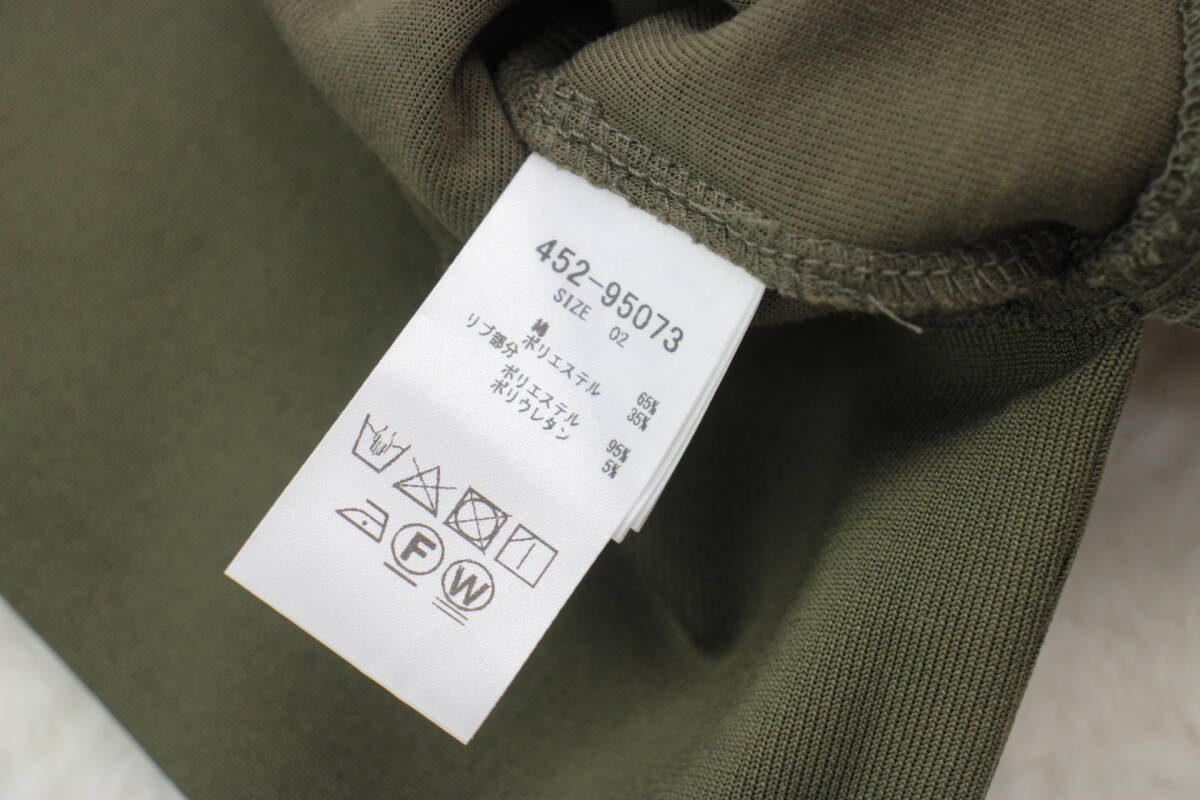 452-95073
SIZE 02
綿 65%
ポリエステル 35%
リブ部分
ポリエステル 95%
ポリウレタン 5%
F
W